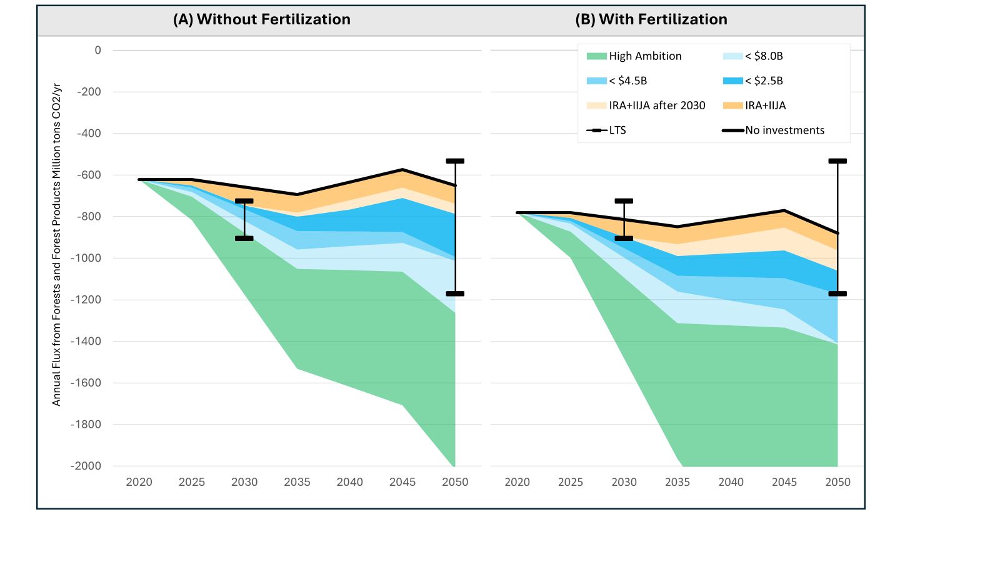 (A) Without Fertilization
(B) With Fertilization
Annual Flux from Forests and Forest Products Million tons CO2/yr
0
-200
-400
-600
-800
-1000
-1200
-1400
-1600
-1800
-2000
2020 2025 2030 2035 2040 2045 2050
High Ambition
< $8.0B
< $4.5B
< $2.5B
IRA+IIJA after 2030
IRA+IIJA
LTS
No investments
2020 2025 2030 2035 2040 2045 2050